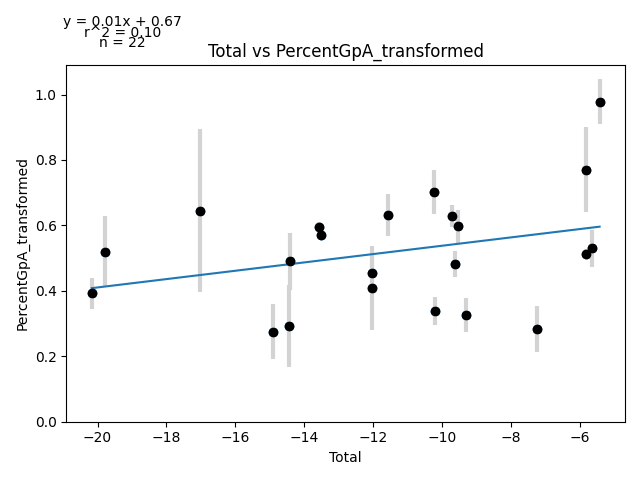 y = 0.01x + 0.67
r^2 = 0.10
n = 22
Total vs PercentGpA_transformed
PercentGpA_transformed
1.0
0.8
0.6
0.4
0.2
0.0
−20
−18
−16
−14
−12
−10
−8
−6
Total